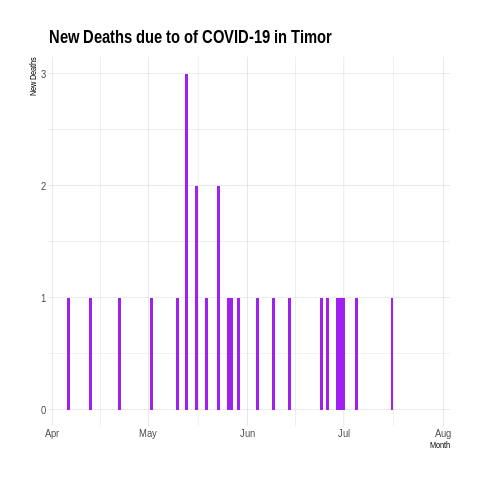 New Deaths due to of COVID-19 in Timor
New Deaths
3
2
1
0
Apr May Jun Jul Aug
Month